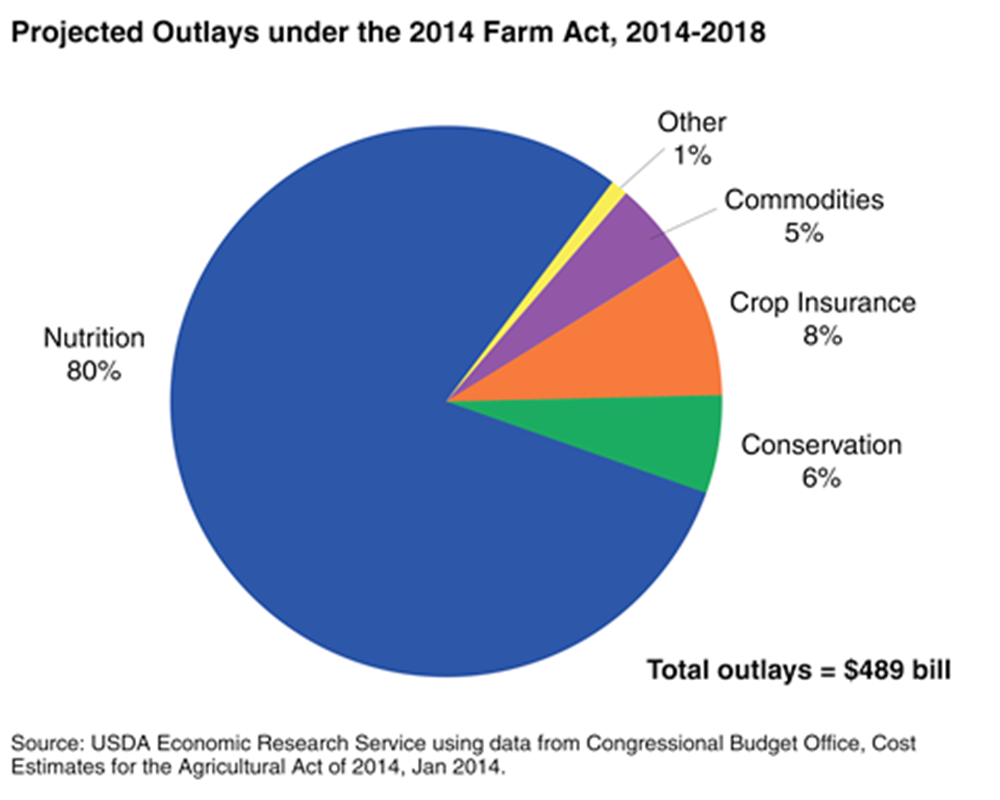 Projected Outlays under the 2014 Farm Act, 2014-2018
Other
1%
Commodities
5%
Crop Insurance
8%
Nutrition
80%
Conservation
6%
Total outlays = $489 bill
Source: USDA Economic Research Service using data from Congressional Budget Office, Cost
Estimates for the Agricultural Act of 2014, Jan 2014.